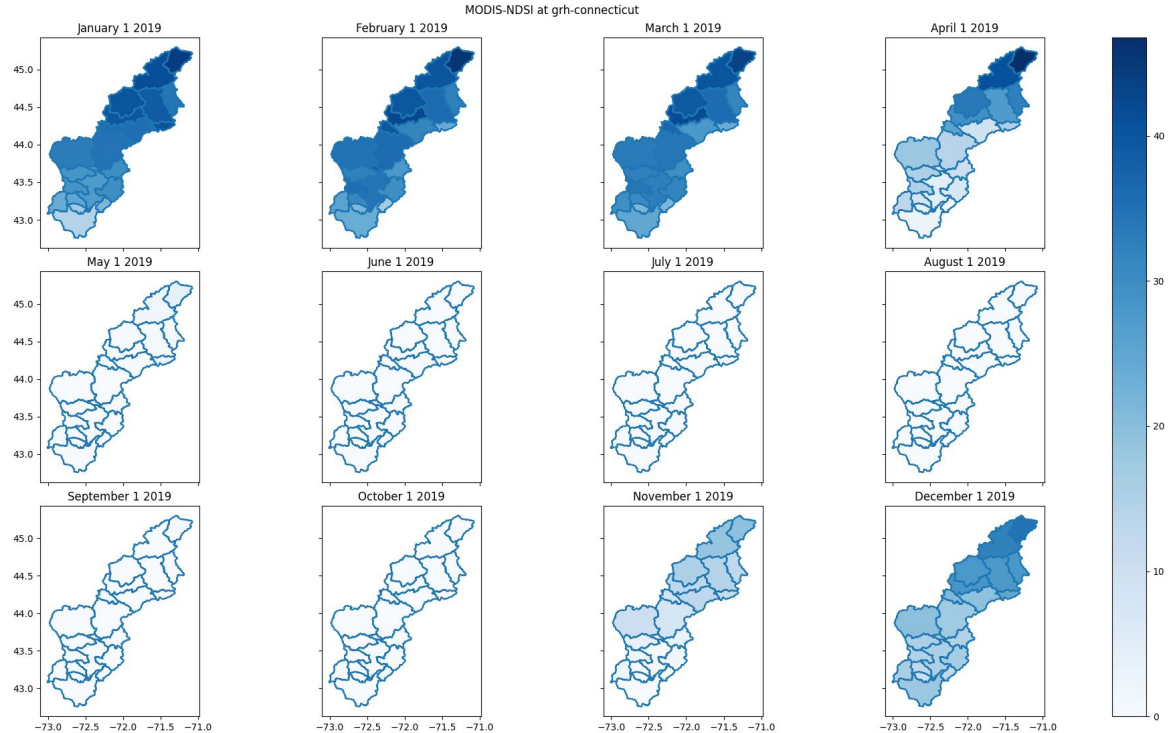 MODIS-NDSI at grh-connecticut
January 1 2019
February 1 2019
March 1 2019
April 1 2019
45.0
44.5
44.0
43.5
43.0
40
30
20
10
0
May 1 2019
June 1 2019
July 1 2019
August 1 2019
45.0
44.5
44.0
43.5
43.0
September 1 2019
October 1 2019
November 1 2019
December 1 2019
45.0
44.5
44.0
43.5
43.0
−73.0 −72.5 −72.0 −71.5 −71.0
−73.0 −72.5 −72.0 −71.5 −71.0
−73.0 −72.5 −72.0 −71.5 −71.0
−73.0 −72.5 −72.0 −71.5 −71.0